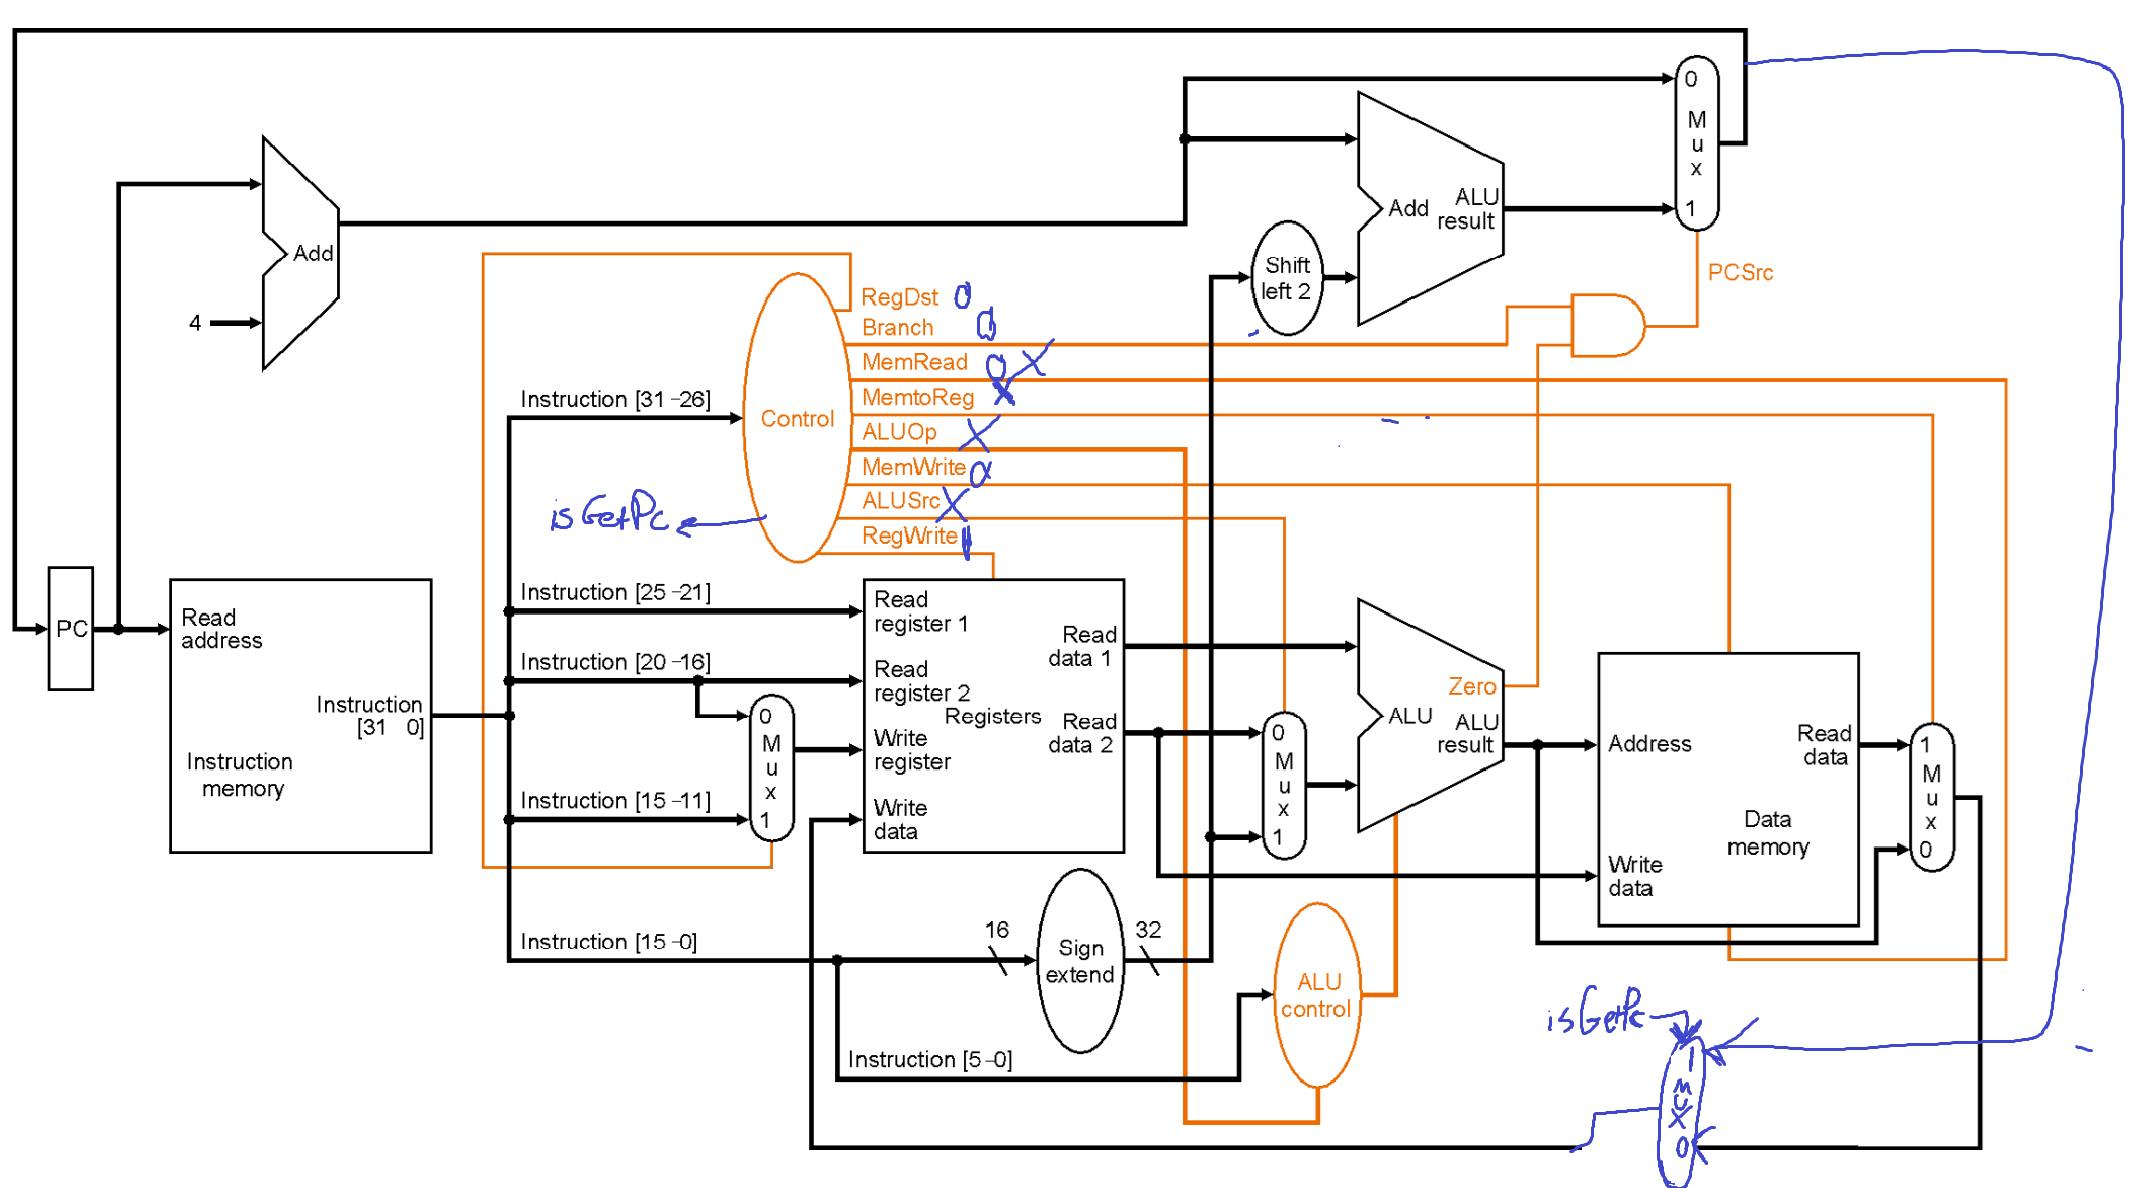 0
M
u
x
1
Add
ALU
result
Shift
left 2
PCSrc
Add
4
RegDst 0
Branch 0
MemRead 0 X
MemtoReg X
ALUOp X
MemWrite 0
ALUSrc X
RegWrite 1
Control
Instruction [31–26]
isGetPc
PC
Read
address
Instruction
[31 0]
Instruction
memory
Instruction [25–21]
Instruction [20–16]
Instruction [15–11]
Instruction [15–0]
0
M
u
x
1
Read
register 1
Read
register 2
Write
register
Write
data
Registers
Read
data 1
Read
data 2
0
M
u
x
1
Zero
ALU
ALU
result
Address
Write
data
Read
data
Data
memory
1
M
u
x
0
16
Sign
extend
32
ALU
control
Instruction [5–0]
isGetPc
1
MUX
0